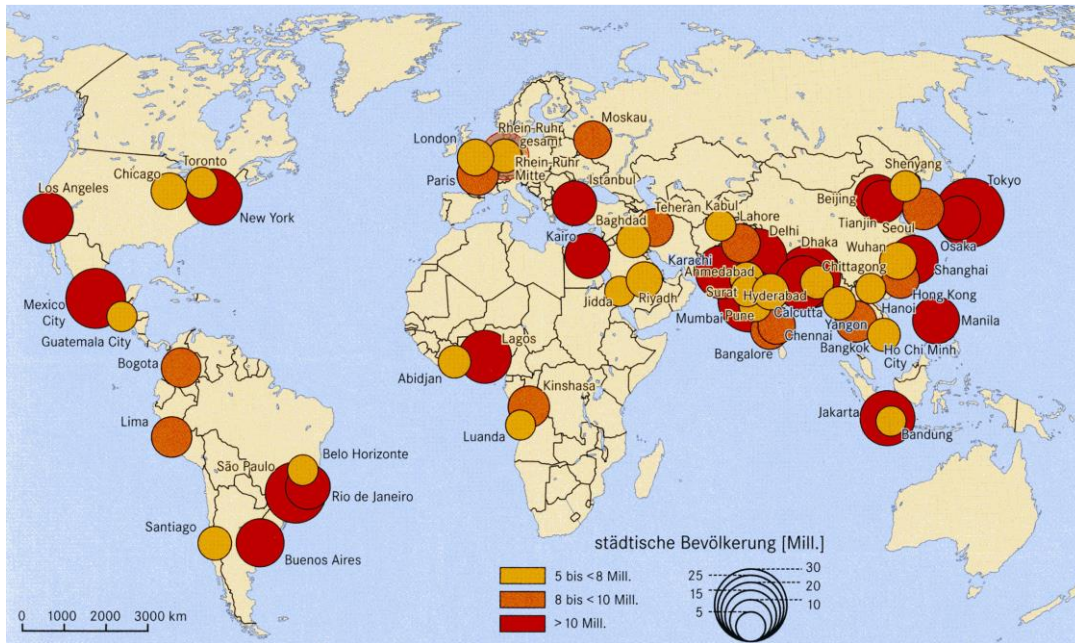 Moskau
London
Rhein-Ruhr
gesamt
Rhein-Ruhr
Mitte
Paris
Toronto
Chicago
Los Angeles
New York
Istanbul
Shenyang
Tokyo
Beijing
Tianjin
Seoul
Osaka
Teheran
Kabul
Lahore
Baghdad
Delhi
Dhaka
Wuhan
Kairo
Karachi
Ahmedabad
Chittagong
Shanghai
Mexico
City
Guatemala City
Jidda
Riyadh
Surat
Hyderabad
Hong Kong
Hanoi
Mumbai
Pune
Calcutta
Yangon
Manila
Chennai
Bangalore
Bangkok
Ho Chi Minh
City
Bogota
Abidjan
Lagos
Kinshasa
Lima
Luanda
Jakarta
Bandung
Belo Horizonte
São Paulo
Rio de Janeiro
Santiago
Buenos Aires
städtische Bevölkerung [Mill.]
5 bis <8 Mill.
8 bis <10 Mill.
>10 Mill.
30
25
20
15
10
5
0 1000 2000 3000 km